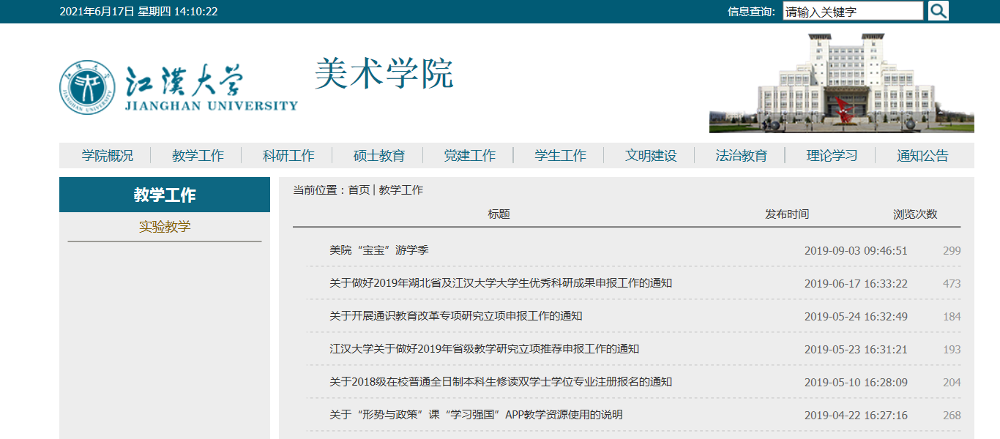 2021年6月17日 星期四 14:10:22 信息查询: 请输入关键字
江漢大学 美术学院
JIANGHAN UNIVERSITY
学院概况 教学工作 科研工作 硕士教育 党建工作 学生工作 文明建设 法治教育 理论学习 通知公告
教学工作
实验教学
当前位置：首页 | 教学工作
标题 发布时间 浏览次数
美院“宝宝”游学季 2019-09-03 09:46:51 299
关于做好2019年湖北省及江汉大学大学生优秀科研成果申报工作的通知 2019-06-17 16:33:22 473
关于开展通识教育改革专项研究立项申报工作的通知 2019-05-24 16:32:49 184
江汉大学关于做好2019年省级教学研究立项推荐申报工作的通知 2019-05-23 16:31:21 193
关于2018级在校普通全日制本科生修读双学士学位专业注册报名的通知 2019-05-10 16:28:09 204
关于“形势与政策”课“学习强国”APP教学资源使用的说明 2019-04-22 16:27:16 268